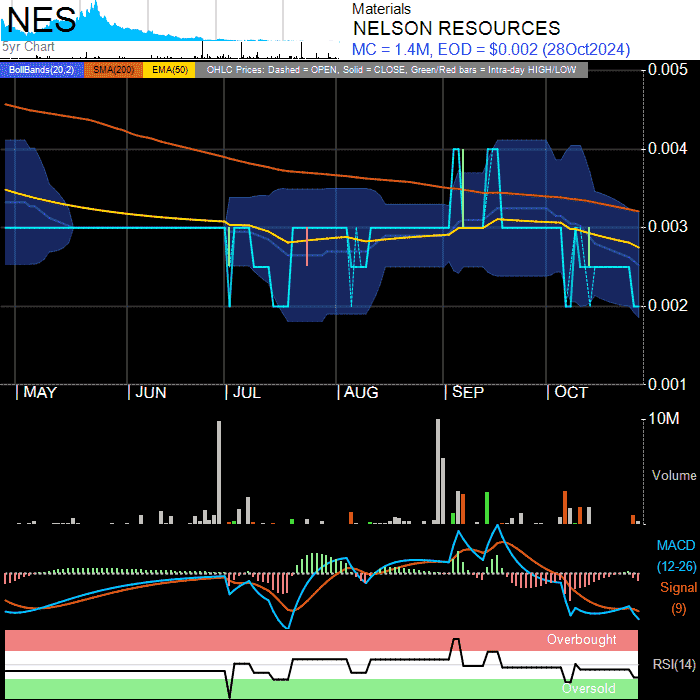 NES
5yr Chart
Materials
NELSON RESOURCES
MC = 1.4M, EOD = $0.002 (28Oct2024)
BollBands(20,2) SMA(200) EMA(50) OHLC Prices: Dashed = OPEN, Solid = CLOSE, Green/Red bars = Intra-day HIGH/LOW
0.005
0.004
0.003
0.002
0.001
MAY JUN JUL AUG SEP OCT
10M
Volume
MACD
(12-26)
Signal
(9)
Overbought
RSI(14)
Oversold